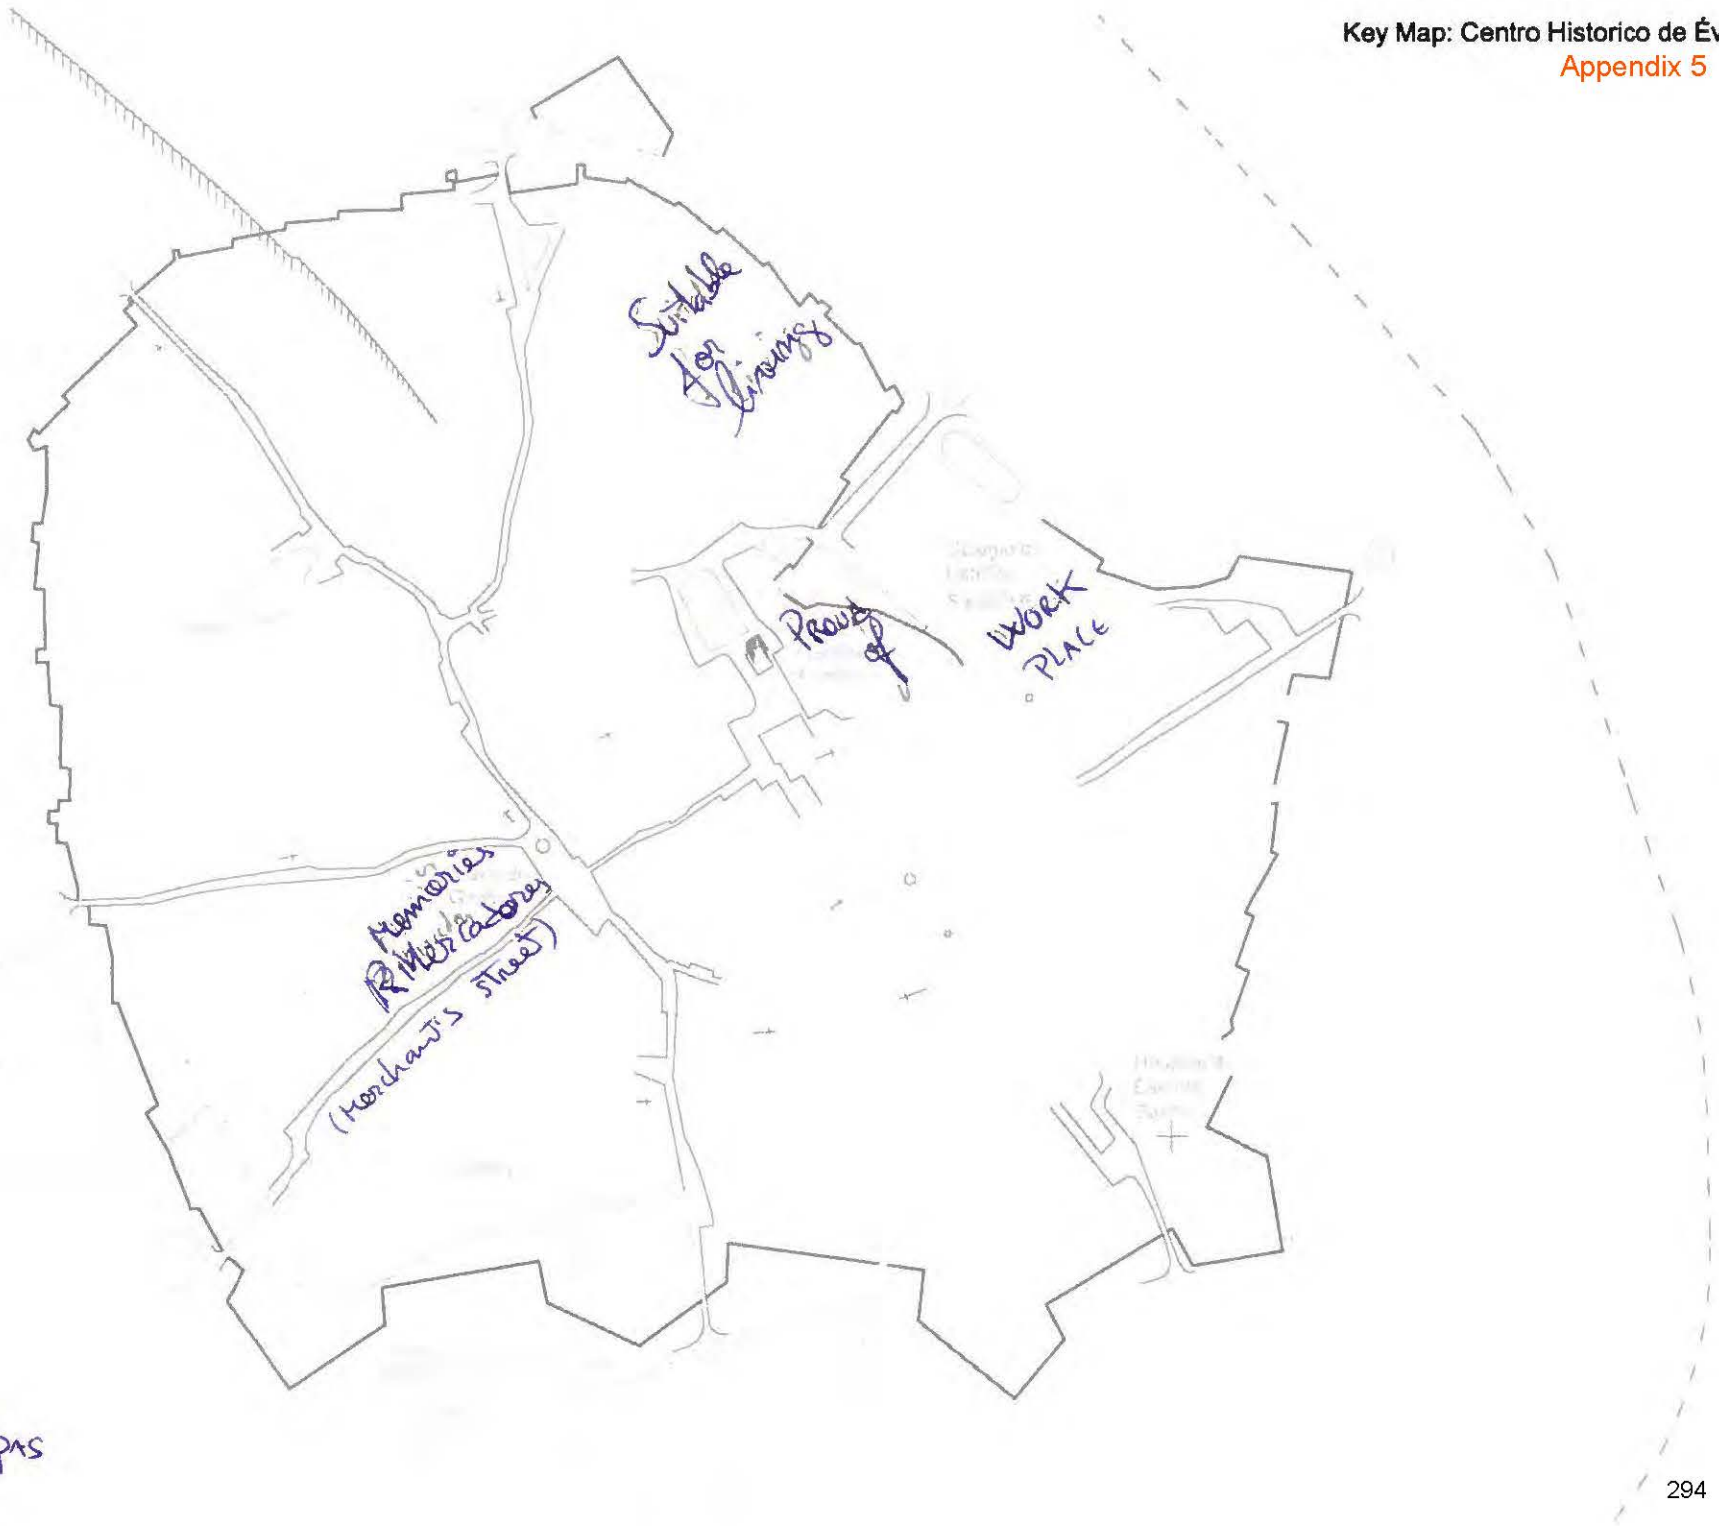 Key Map: Centro Historico de Év
Appendix 5
Suitable
for
livings
Proud
of
WORK
PLACE
Memories
R. Mercadores
(Merchant's street)
PAS
294